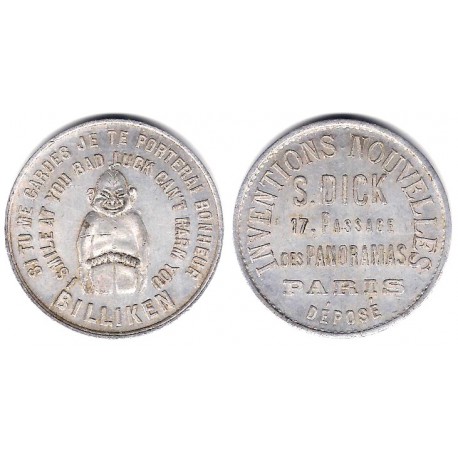 SI TU ME GARDES JE TE PORTERAI BONHEUR
SMILE AT YOU BAD LUCK CAN'T HARM YOU
BILLIKEN
INVENTIONS NOUVELLES
S. DICK
17. PASSAGE
DES PANORAMAS
PARIS
DÉPOSÉ